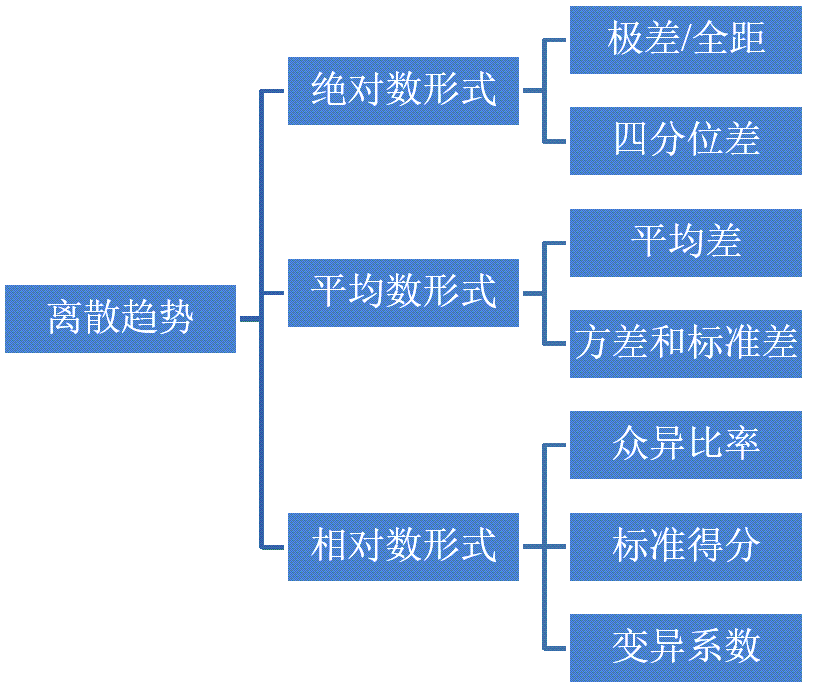 离散趋势
绝对数形式
极差/全距
四分位差
平均数形式
平均差
方差和标准差
相对数形式
众异比率
标准得分
变异系数